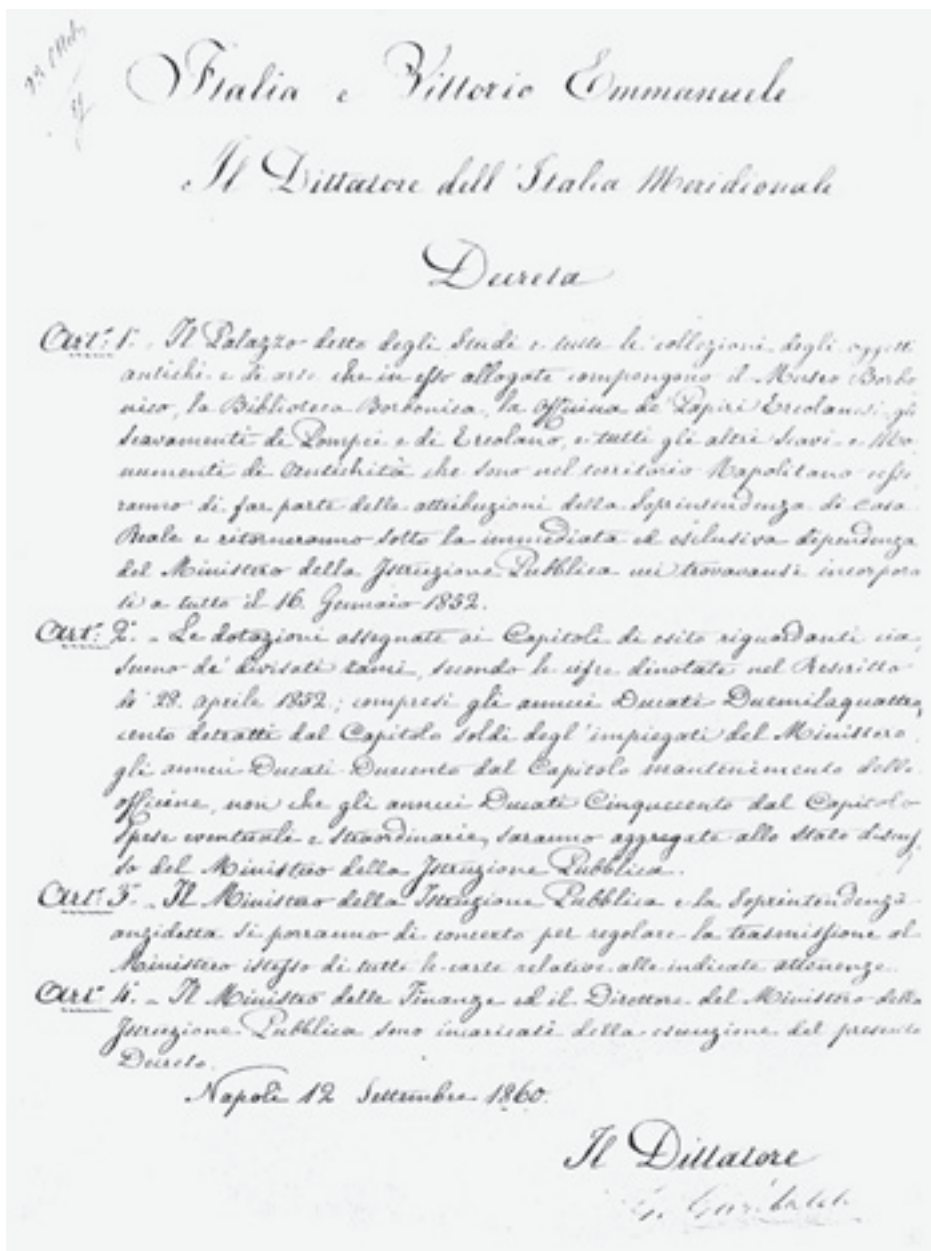 Italia e Vittorio Emmanuele
Il Dittatore dell'Italia Meridionale
Decreta
Art.º 1º. Il Palazzo detto degli Studi e tutte le collezioni degli oggetti
antichi e di arte che in esso allogate compongono il Museo Borbo
nico, la Biblioteca Borbonica, la officina de' Papiri Ercolanesi, gli
Scavamenti di Pompei e di Ercolano, e tutti gli altri Scavi e Mo
numenti di Antichità che sono nel territorio Napolitano cesse
ranno di far parte delle attribuzioni della Soprintendenza di casa
Reale e ritorneranno sotto la immediata ed esclusiva dipendenza
del Ministero della Istruzione Pubblica cui trovavansi incorpora
ti a tutto il 16 Gennaio 1852.
Art.º 2º. Le dotazioni assegnate ai Capitoli di esito riguardanti cia
scuno de' divisati rami, secondo le cifre dinotate nel Rescritto
de' 28 aprile 1852; compresi gli annui Ducati Duemilaquattro
cento detratti dal Capitolo soldi degl'impiegati del Ministero,
gli annui Ducati Duecento dal Capitolo mantenimento delle
officine, non che gli annui Ducati Cinquecento dal Capitolo
Spese eventuali e straordinarie, saranno aggregate allo Stato discus
so del Ministero della Istruzione Pubblica.
Art.º 3º. Il Ministero della Istruzione Pubblica e la Soprintendenza
anzidetta si porranno di concerto per regolare la trasmissione al
Ministero istesso di tutte le carte relative alle indicate attinenze.
Art.º 4º. Il Ministro delle Finanze ed il Direttore del Ministero della
Istruzione Pubblica sono incaricati della esecuzione del presente
Decreto.
Napoli 12 Settembre 1860.
Il Dittatore
G. Garibaldi